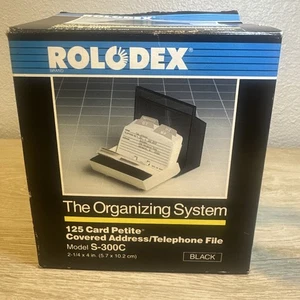 ROLODEX®
The Organizing System
125 Card Petite®
Covered Address/Telephone File
Model S-300C
2-1/4 x 4 in. (5.7 x 10.2 cm)
BLACK